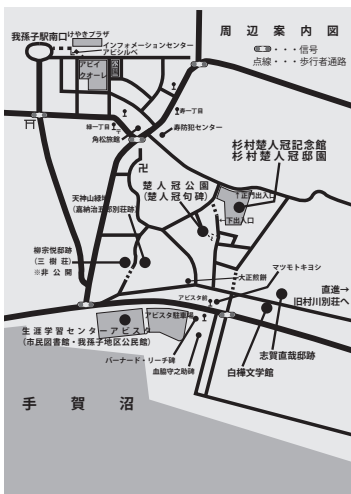 周辺案内図
・・・信号
点線・・・歩行者通路
我孫子駅南口
けやきプラザ
インフォメーションセンター
アビシルベ
アビイ
クオーレ
公園
寿一丁目
緑一丁目
寿防犯センター
角松旅館
杉村楚人冠記念館
杉村楚人冠邸園
楚人冠公園
(楚人冠句碑)
↑正門出入口
下出入口
天神山緑地
(嘉納治五郎別荘跡)
柳宗悦邸跡
(三樹荘)
※非公開
大正煎餅
マツモトキヨシ
アビスタ前
直進→
旧村川別荘へ
アビスタ駐車場
生涯学習センターアビスタ
(市民図書館・我孫子地区公民館)
志賀直哉邸跡
バーナード・リーチ碑
血脇守之助碑
白樺文学館
手賀沼